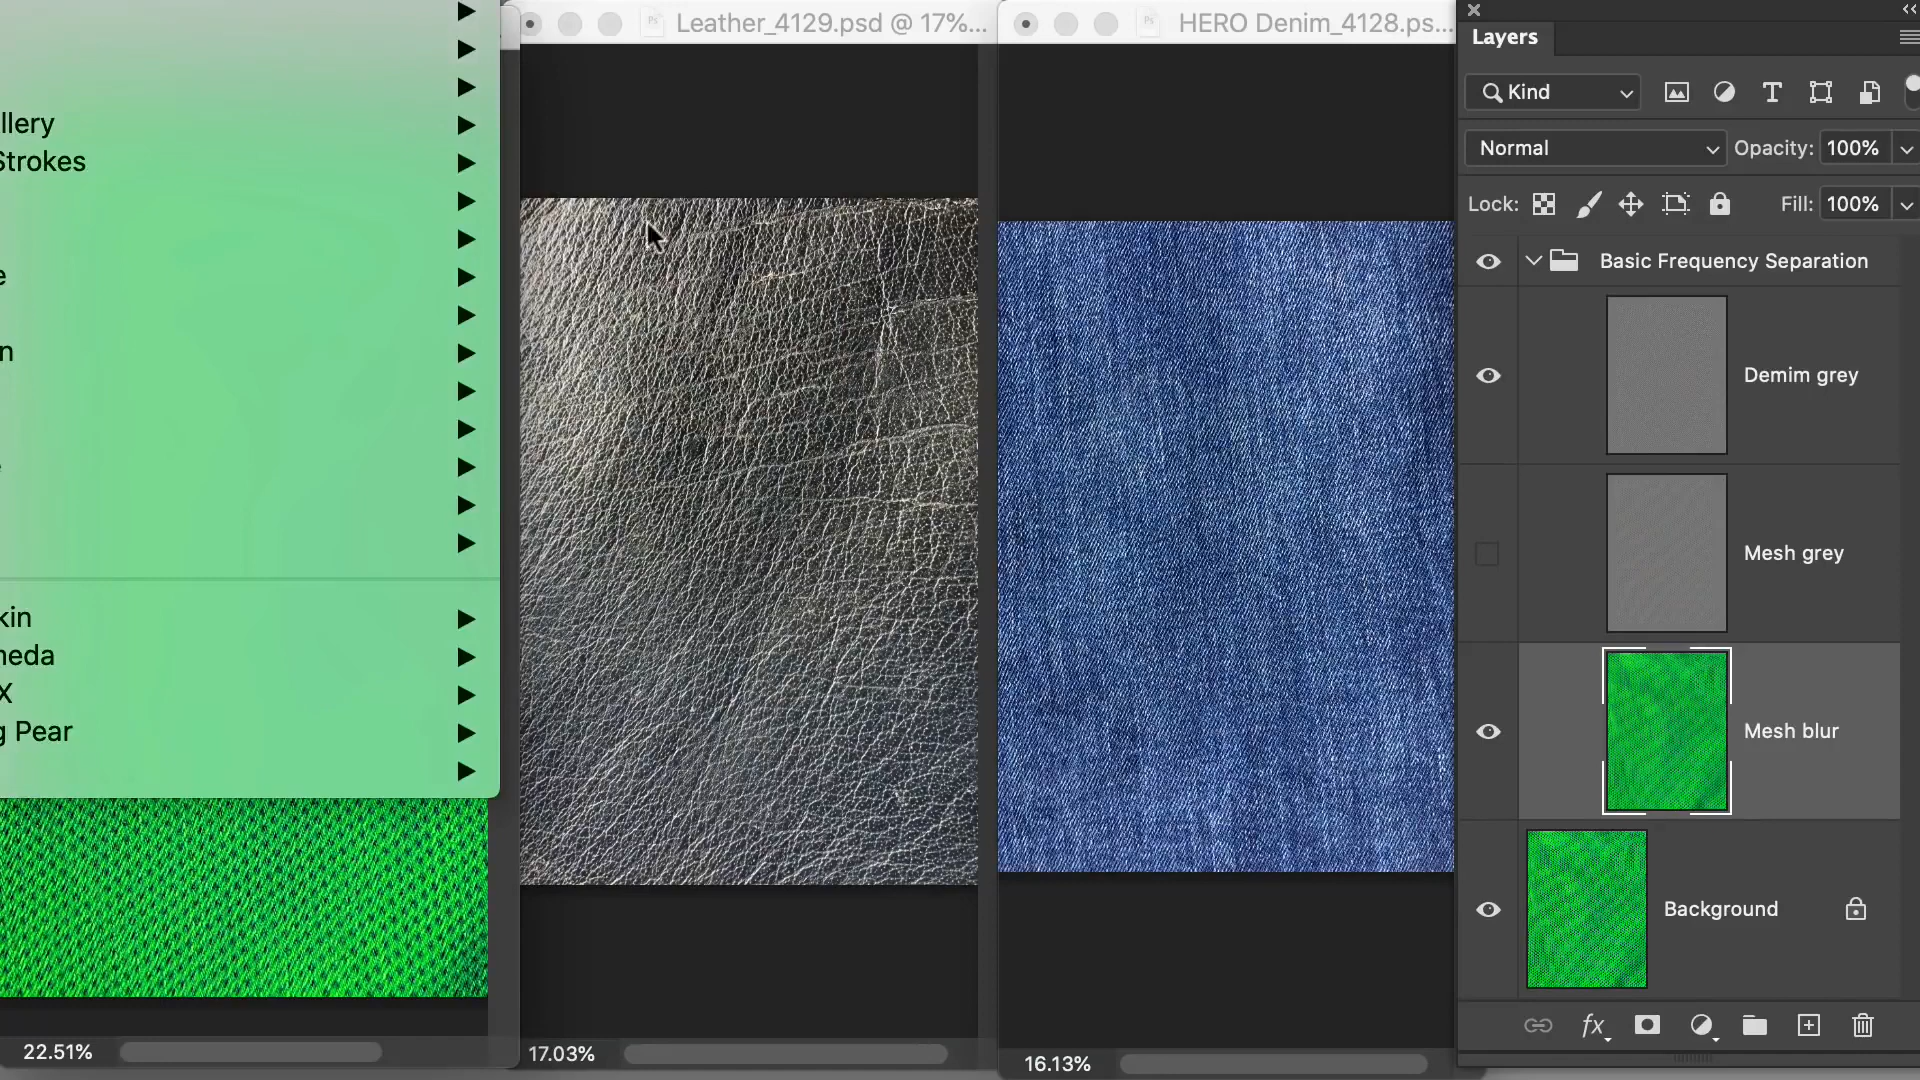 llery
Strokes
e
n
e
kin
neda
X
g Pear
22.51%
Leather_4129.psd @ 17%...
17.03%
HERO Denim_4128.ps...
16.13%
Layers
Kind
Normal
Opacity: 100%
Lock:
Fill: 100%
Basic Frequency Separation
Demim grey
Mesh grey
Mesh blur
Background
fx